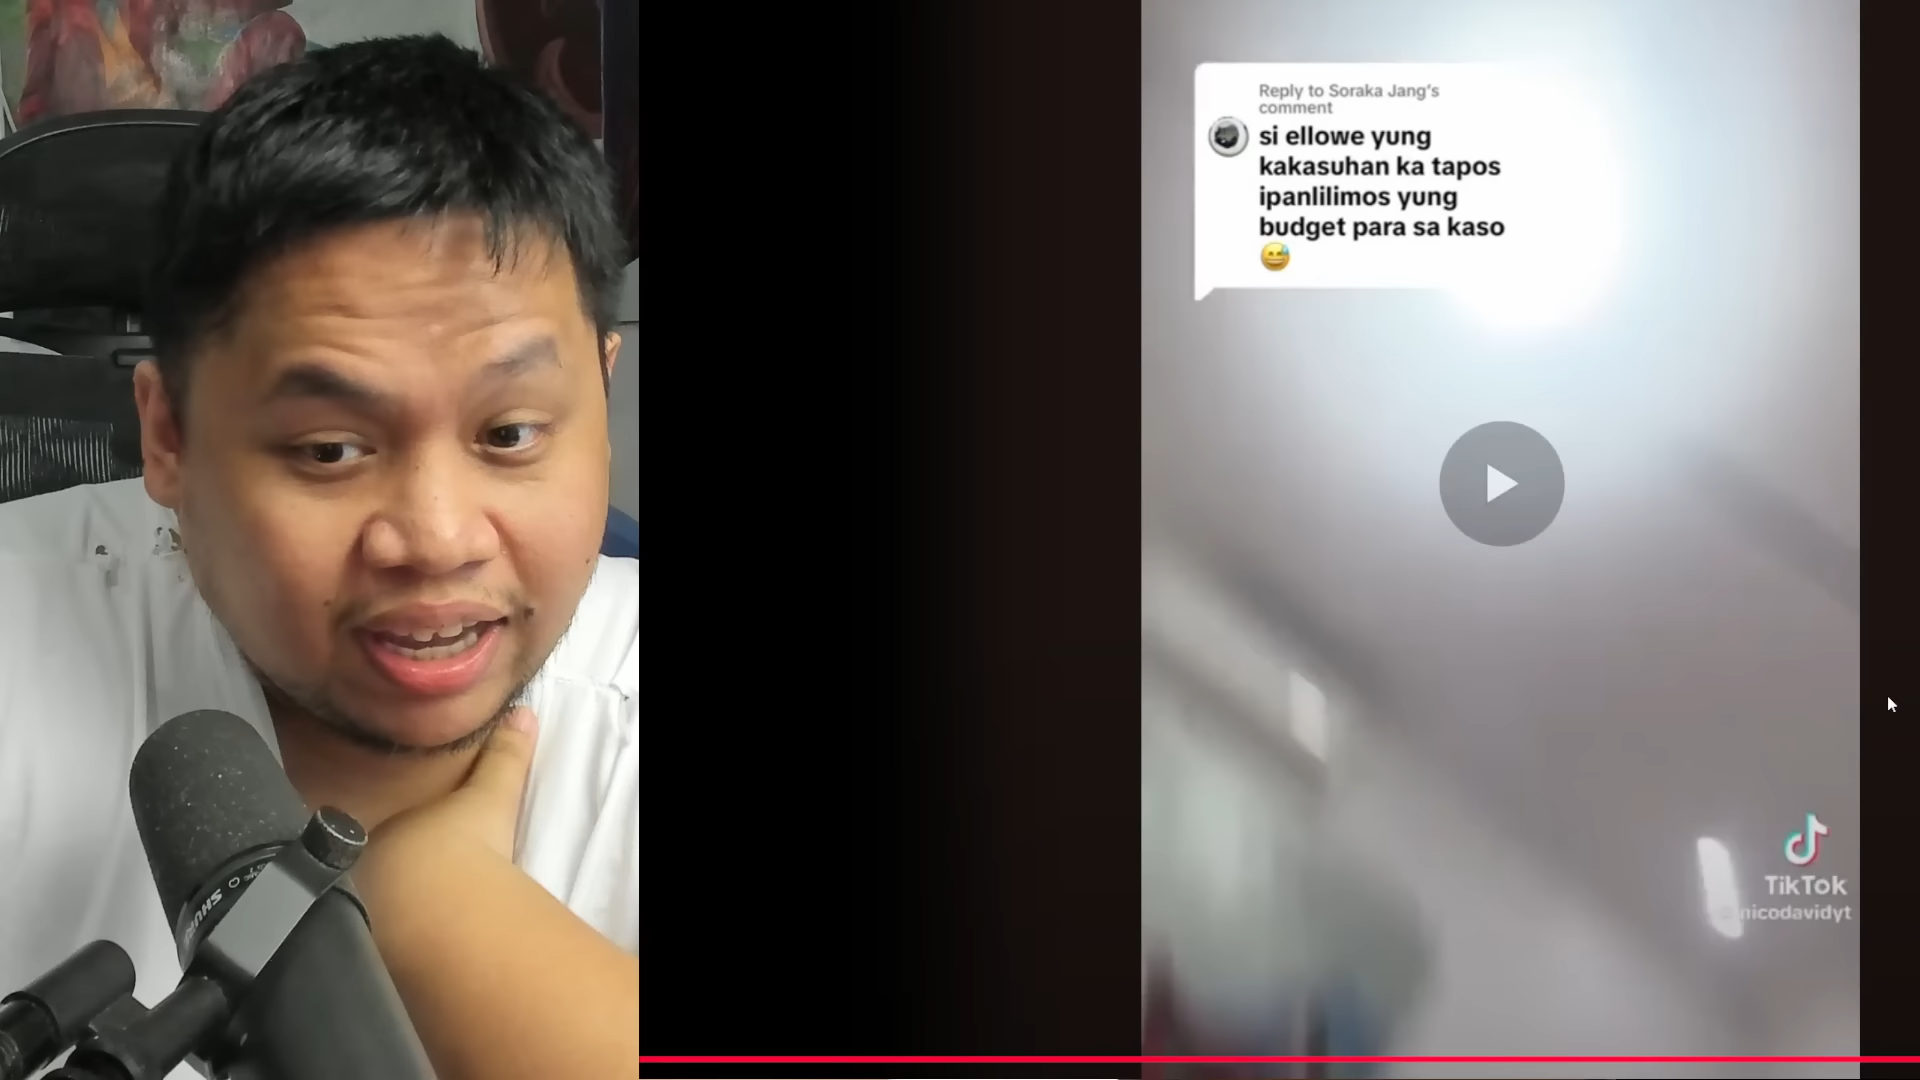 Reply to Soraka Jang's
comment
si ellowe yung
kakasuhan ka tapos
ipanlilimos yung
budget para sa kaso
😅
TikTok
nicodavidyt
SHURE